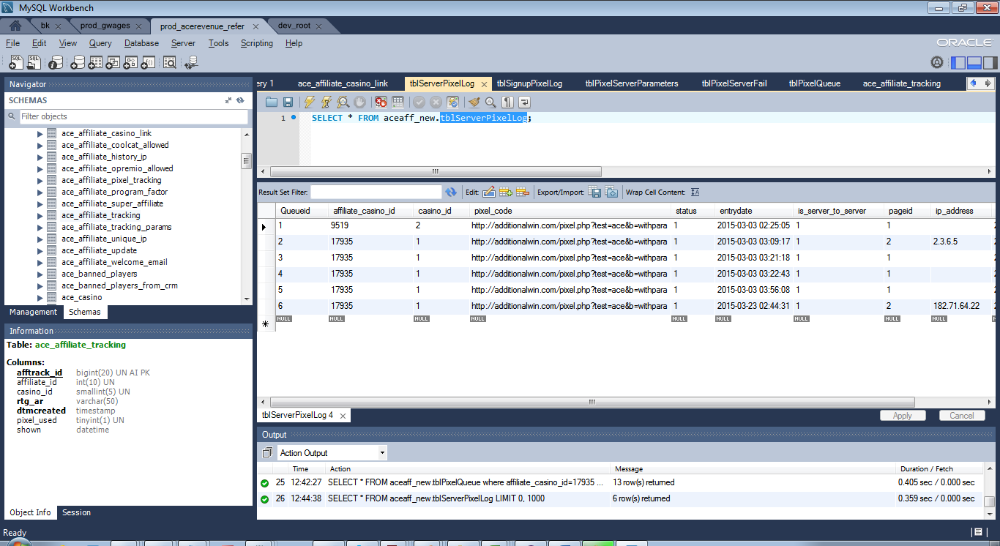 MySQL Workbench
bk prod_gwages prod_acerevenue_refer dev_root
File Edit View Query Database Server Tools Scripting Help
ORACLE
Navigator
SCHEMAS
Filter objects
ace_affiliate_casino_link
ace_affiliate_coolcat_allowed
ace_affiliate_history_ip
ace_affiliate_opremio_allowed
ace_affiliate_pixel_tracking
ace_affiliate_program_factor
ace_affiliate_super_affiliate
ace_affiliate_tracking
ace_affiliate_tracking_params
ace_affiliate_unique_ip
ace_affiliate_update
ace_affiliate_welcome_email
ace_banned_players
ace_banned_players_from_crm
ace_casino
Management Schemas
Information
Table: ace_affiliate_tracking
Columns:
afftrack_id bigint(20) UN AI PK
affiliate_id int(10) UN
casino_id smallint(5) UN
rtg_ar varchar(50)
dtmcreated timestamp
pixel_used tinyint(1) UN
shown datetime
Object Info Session
ery 1 ace_affiliate_casino_link tblServerPixelLog tblSignupPixelLog tblPixelServerParameters tblPixelServerFail tblPixelQueue ace_affiliate_tracking
1 SELECT * FROM aceaff_new.tblServerPixelLog;
Result Set Filter: Edit: Export/Import: Wrap Cell Content:
Queueid affiliate_casino_id casino_id pixel_code status entrydate is_server_to_server pageid ip_address
1 9519 2 http://additionalwin.com/pixel.php?test=ace&b=withpara 1 2015-03-03 02:25:05 1 1
2 17935 1 http://additionalwin.com/pixel.php?test=ace&b=withpara 1 2015-03-03 03:09:17 1 2 2.3.6.5
3 17935 1 http://additionalwin.com/pixel.php?test=ace&b=withpara 1 2015-03-03 03:21:18 1 1
4 17935 1 http://additionalwin.com/pixel.php?test=ace&b=withpara 1 2015-03-03 03:22:43 1 1
5 17935 1 http://additionalwin.com/pixel.php?test=ace&b=withpara 1 2015-03-03 03:56:08 1 1
6 17935 1 http://additionalwin.com/pixel.php?test=ace&b=withpara 1 2015-03-23 02:44:31 1 2 182.71.64.22
NULL NULL NULL NULL NULL NULL NULL NULL NULL
tblServerPixelLog 4 Apply Cancel
Output
Action Output
Time Action Message Duration / Fetch
25 12:42:27 SELECT * FROM aceaff_new.tblPixelQueue where affiliate_casino_id=17935 ... 13 row(s) returned 0.405 sec / 0.000 sec
26 12:44:38 SELECT * FROM aceaff_new.tblServerPixelLog LIMIT 0, 1000 6 row(s) returned 0.359 sec / 0.000 sec
Ready